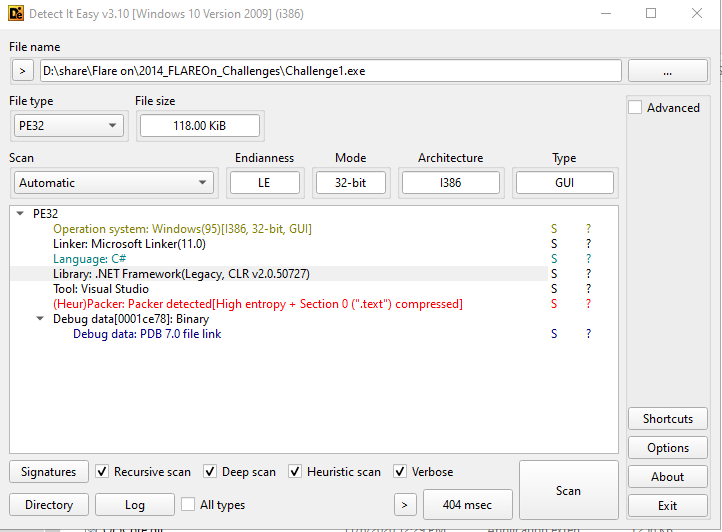 Detect It Easy v3.10 [Windows 10 Version 2009] (i386)
File name
> D:\share\Flare on\2014_FLAREOn_Challenges\Challenge1.exe ...
File type File size
PE32 118.00 KiB Advanced
Scan Endianness Mode Architecture Type
Automatic LE 32-bit I386 GUI
PE32
Operation system: Windows(95)[I386, 32-bit, GUI] S ?
Linker: Microsoft Linker(11.0) S ?
Language: C# S ?
Library: .NET Framework(Legacy, CLR v2.0.50727) S ?
Tool: Visual Studio S ?
(Heur)Packer: Packer detected[High entropy + Section 0 (".text") compressed] S ?
Debug data[0001ce78]: Binary
Debug data: PDB 7.0 file link S ?
Shortcuts
Options
Signatures Recursive scan Deep scan Heuristic scan Verbose Scan About
Directory Log All types > 404 msec Exit